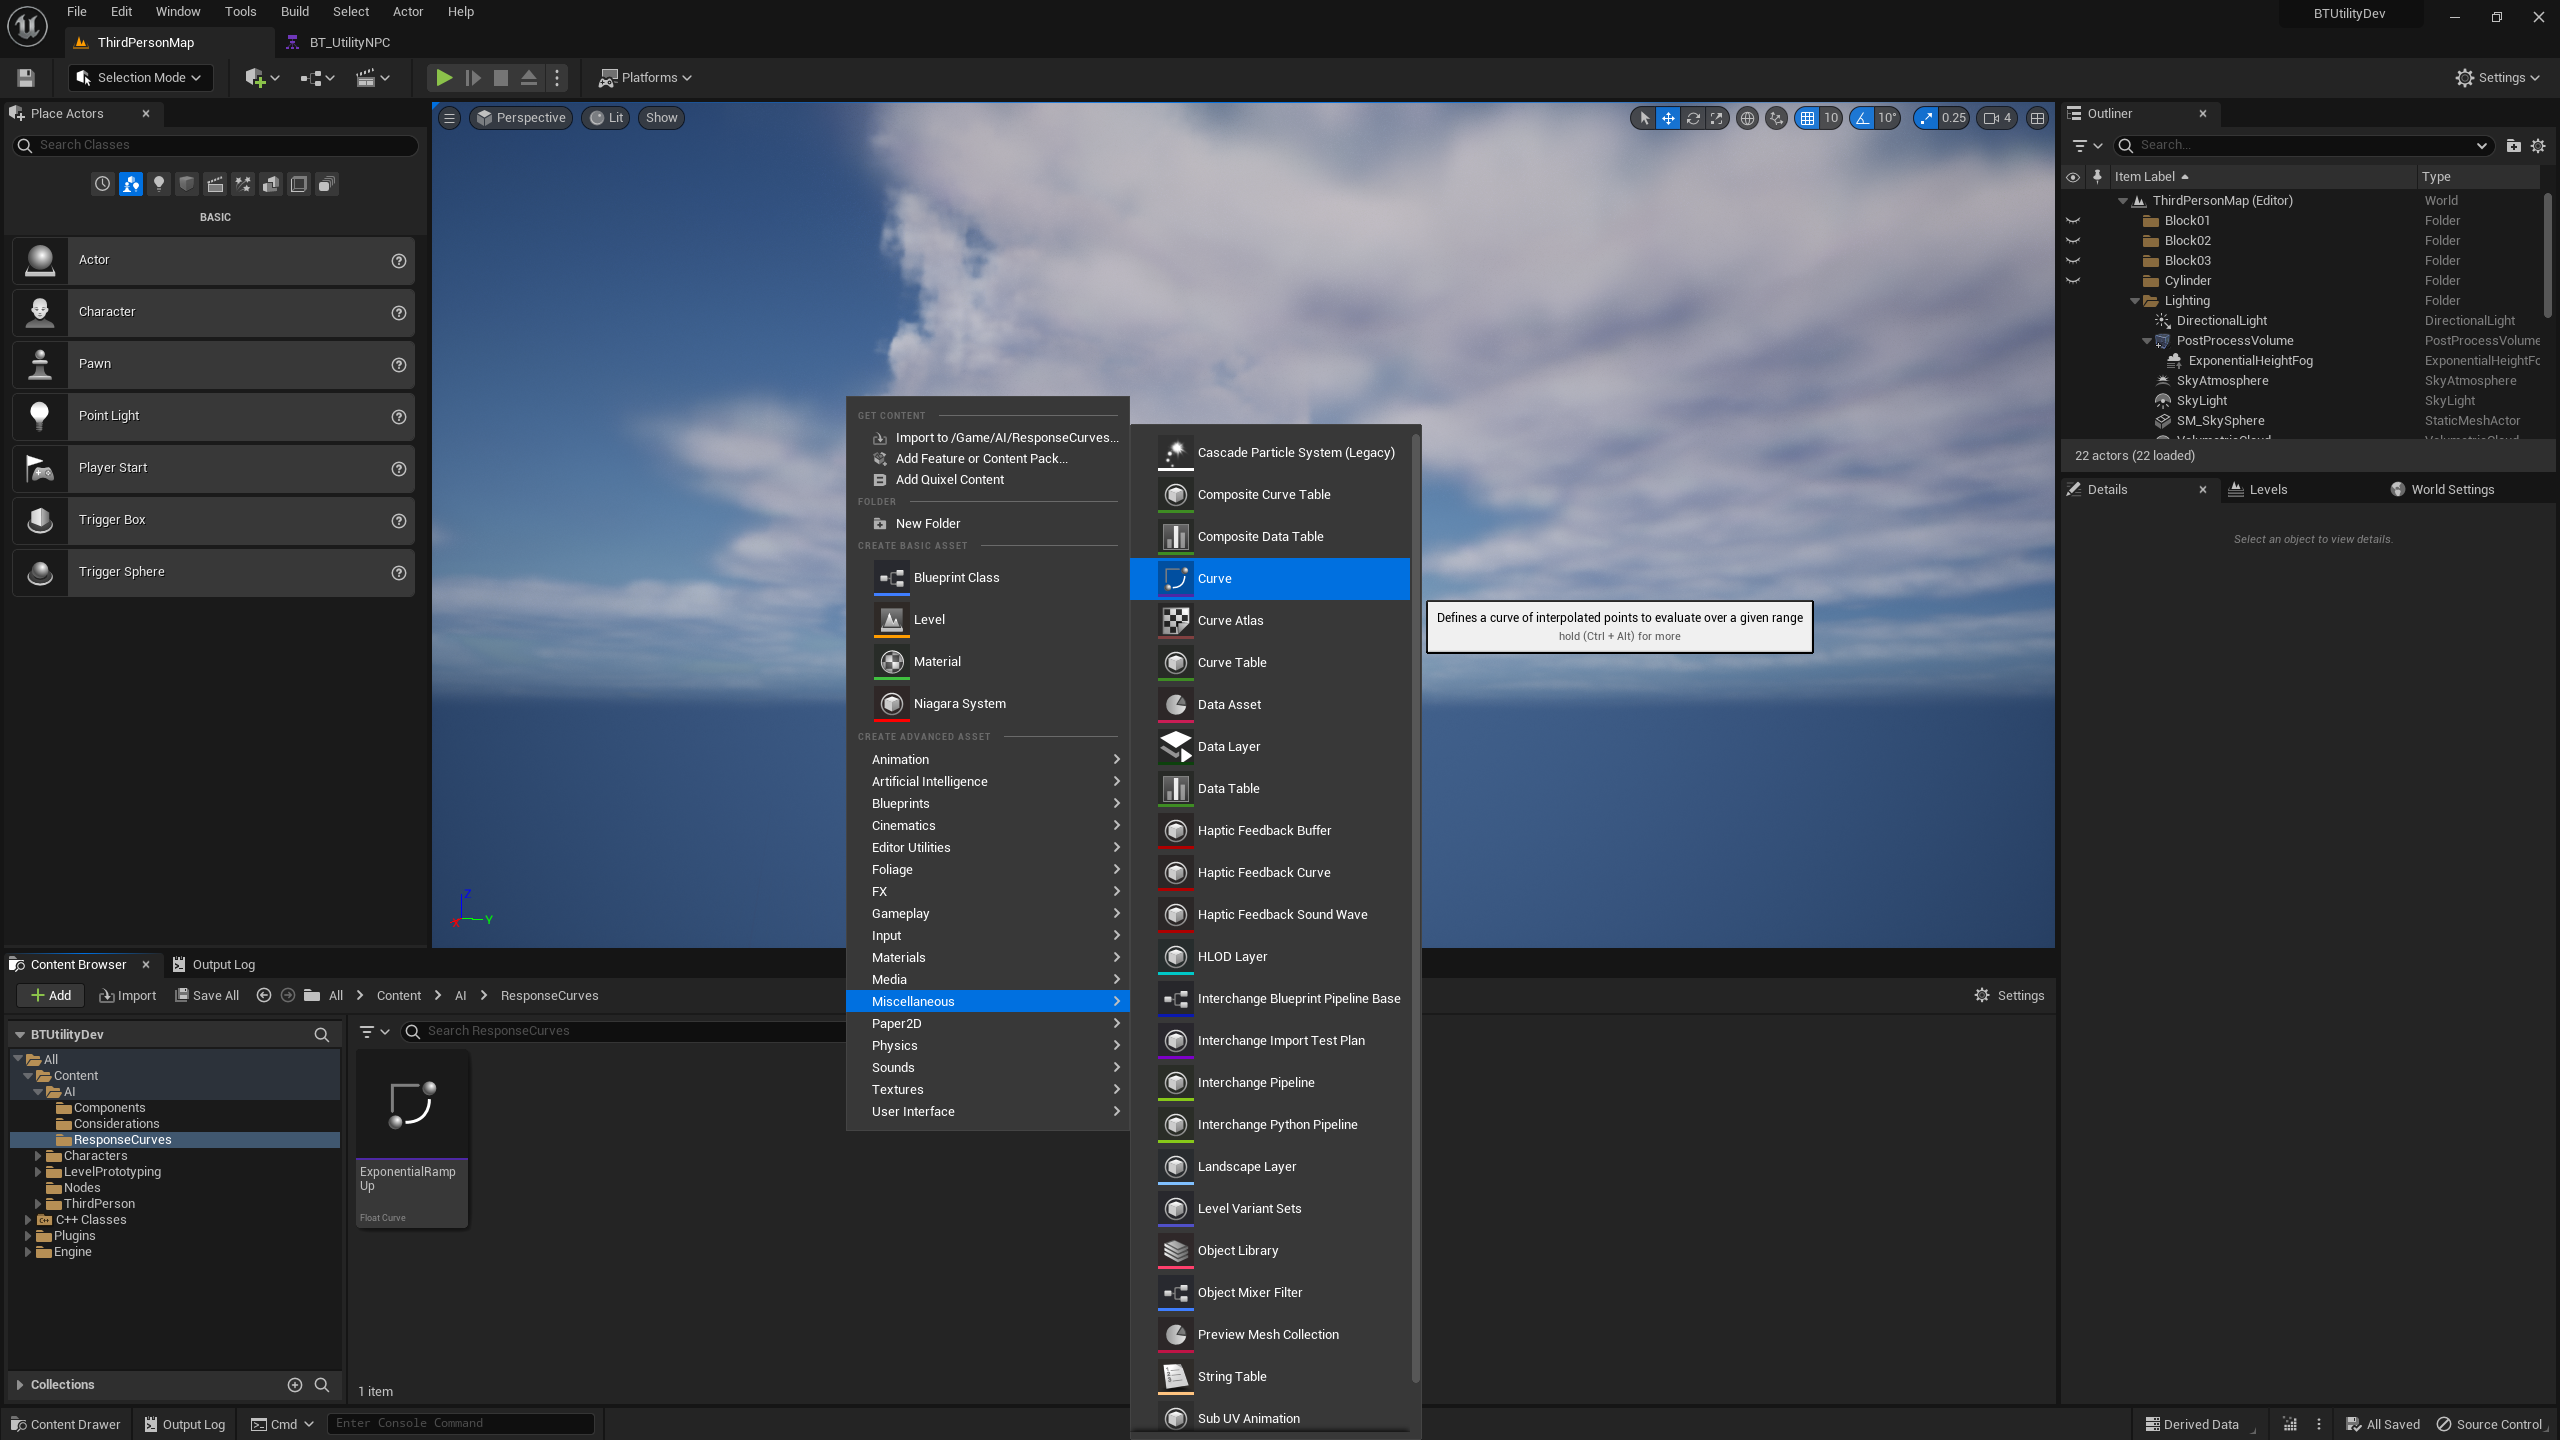 File Edit Window Tools Build Select Actor Help
BTUtilityDev
ThirdPersonMap
BT_UtilityNPC
Selection Mode
Platforms
Settings
Place Actors
Search Classes
BASIC
Actor
Character
Pawn
Point Light
Player Start
Trigger Box
Trigger Sphere
Perspective Lit Show
10 10° 0.25 4
X Y Z
Outliner
Search...
Item Label Type
ThirdPersonMap (Editor) World
Block01 Folder
Block02 Folder
Block03 Folder
Cylinder Folder
Lighting Folder
DirectionalLight DirectionalLight
PostProcessVolume PostProcessVolume
ExponentialHeightFog ExponentialHeightFo
SkyAtmosphere SkyAtmosphere
SkyLight SkyLight
SM_SkySphere StaticMeshActor
22 actors (22 loaded)
Details
Levels
World Settings
Select an object to view details.
GET CONTENT
Import to /Game/AI/ResponseCurves...
Add Feature or Content Pack...
Add Quixel Content
FOLDER
New Folder
CREATE BASIC ASSET
Blueprint Class
Level
Material
Niagara System
CREATE ADVANCED ASSET
Animation
Artificial Intelligence
Blueprints
Cinematics
Editor Utilities
Foliage
FX
Gameplay
Input
Materials
Media
Miscellaneous
Paper2D
Physics
Sounds
Textures
User Interface
Cascade Particle System (Legacy)
Composite Curve Table
Composite Data Table
Curve
Curve Atlas
Curve Table
Data Asset
Data Layer
Data Table
Haptic Feedback Buffer
Haptic Feedback Curve
Haptic Feedback Sound Wave
HLOD Layer
Interchange Blueprint Pipeline Base
Interchange Import Test Plan
Interchange Pipeline
Interchange Python Pipeline
Landscape Layer
Level Variant Sets
Object Library
Object Mixer Filter
Preview Mesh Collection
String Table
Sub UV Animation
Defines a curve of interpolated points to evaluate over a given range
hold (Ctrl + Alt) for more
Content Browser
Output Log
Add
Import
Save All
All
Content
AI
ResponseCurves
Settings
BTUtilityDev
Search ResponseCurves
All
Content
AI
Components
Considerations
ResponseCurves
Characters
LevelPrototyping
Nodes
ThirdPerson
C++ Classes
Plugins
Engine
Collections
ExponentialRamp
Up
Float Curve
1 item
Content Drawer
Output Log
Cmd
Enter Console Command
Derived Data
All Saved
Source Control